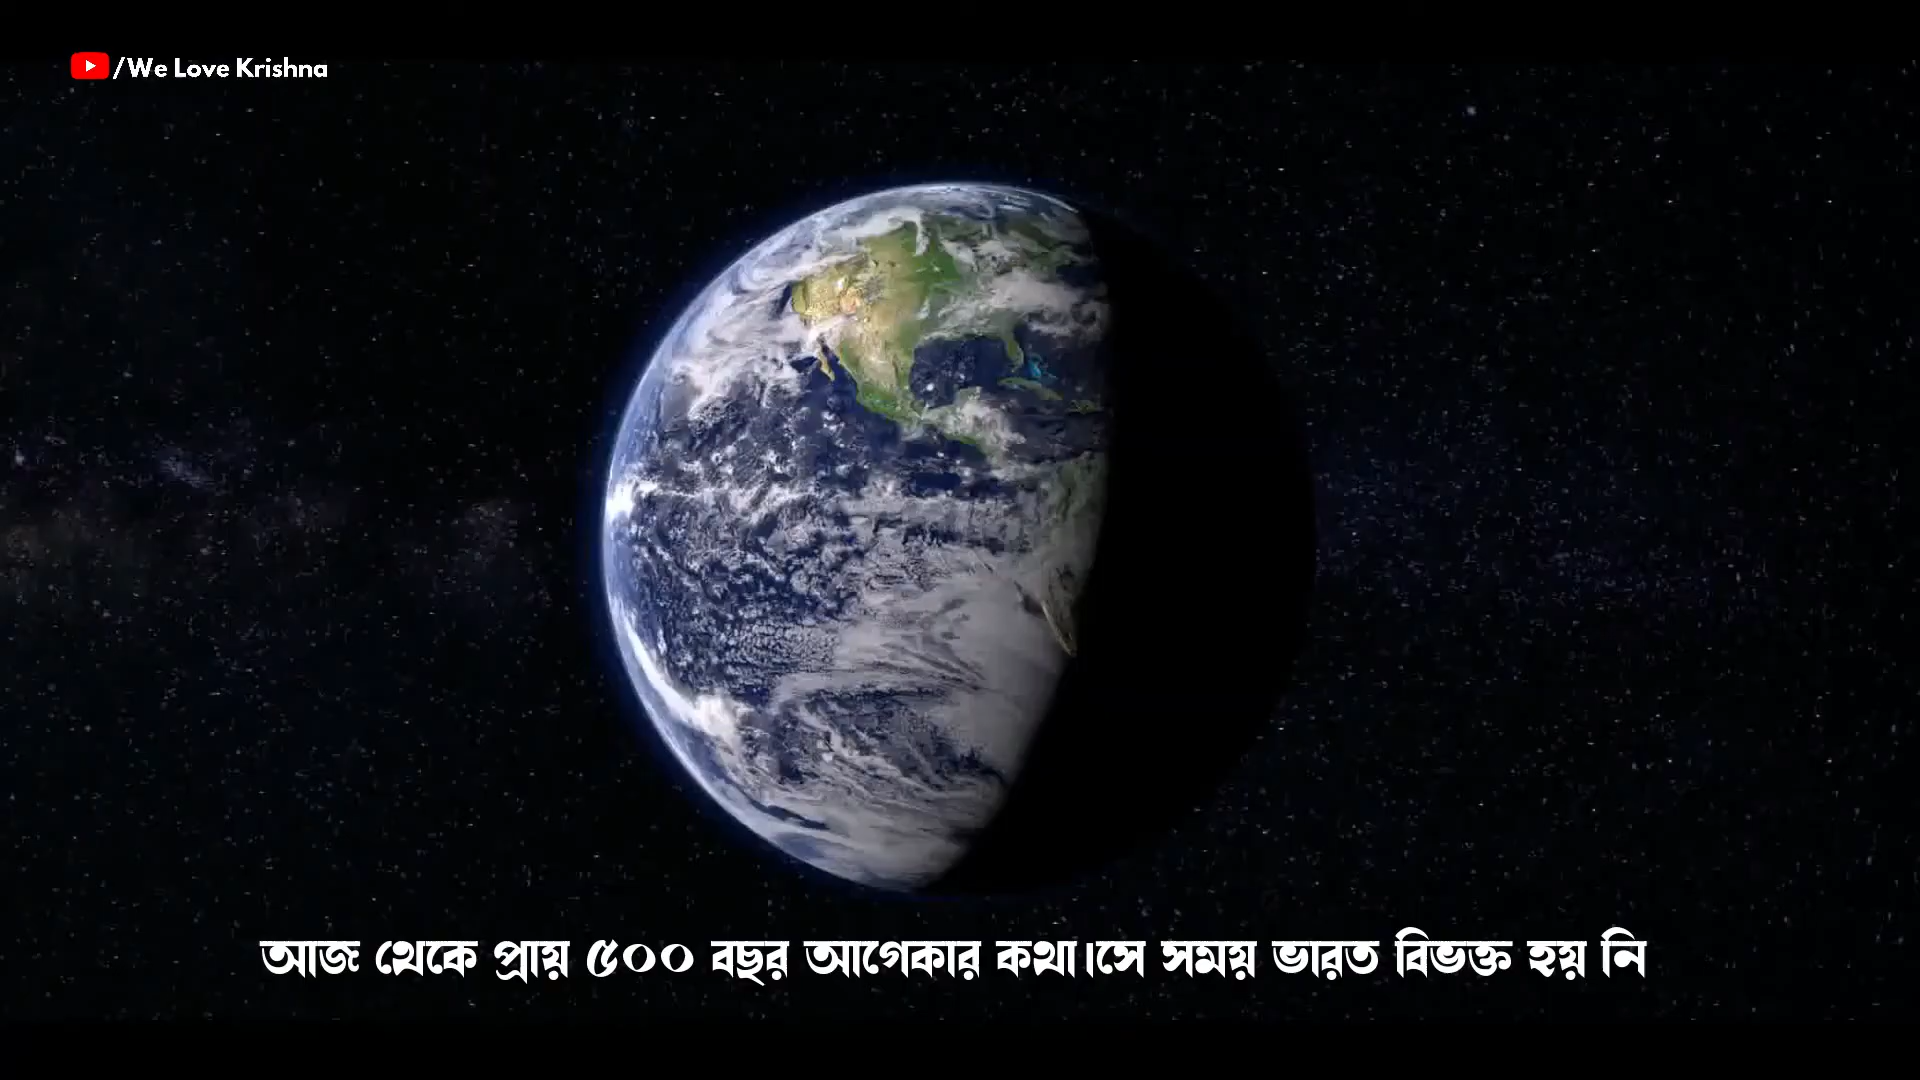 /We Love Krishna
আজ থেকে প্রায় ৫০০ বছর আগেকার কথা।সে সময় ভারত বিভক্ত হয় নি